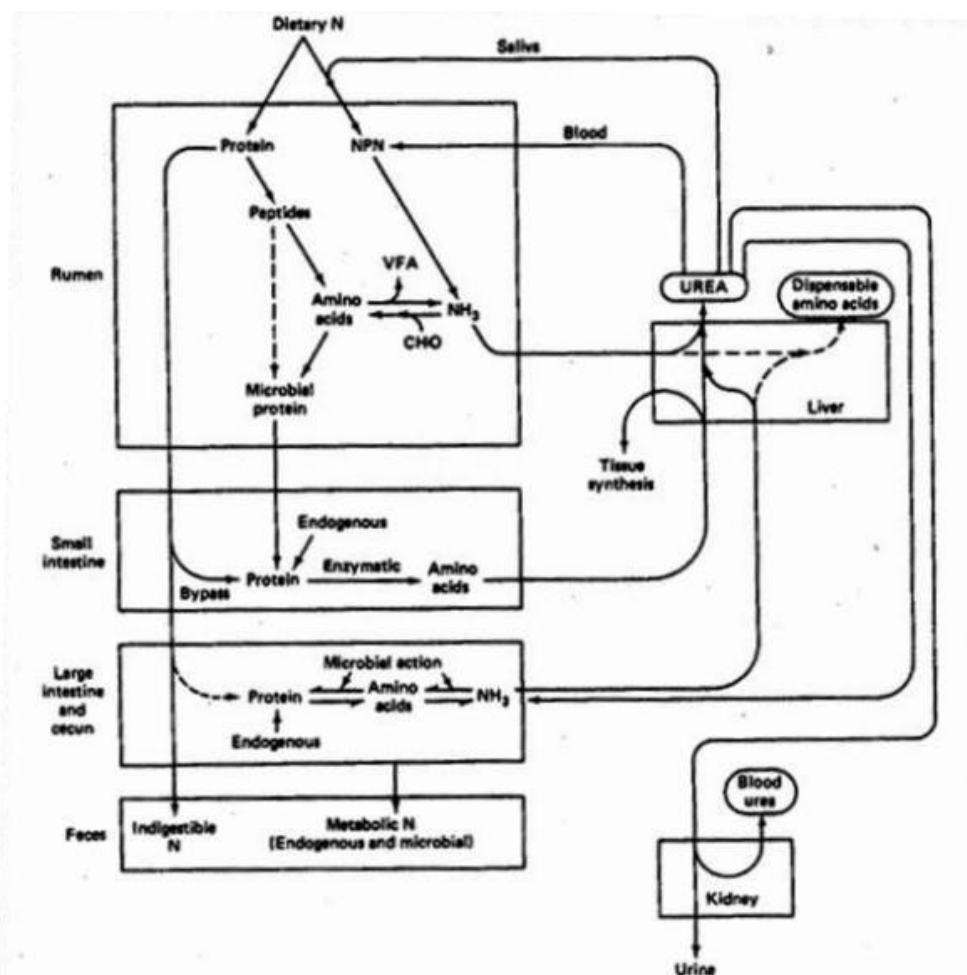 Dietary N
Saliva
Blood
Protein
NPN
Peptides
Rumen
VFA
Amino
acids
NH3
CHO
Microbial
protein
UREA
Dispensable
amino acids
Liver
Tissue
synthesis
Small
intestine
Endogenous
Protein
Enzymatic
Amino
acids
Bypass
Large
intestine
and
cecun
Microbial action
Protein
Amino
acids
NH3
Endogenous
Feces
Indigestible
N
Metabolic N
(Endogenous and microbial)
Blood
urea
Kidney
Urine